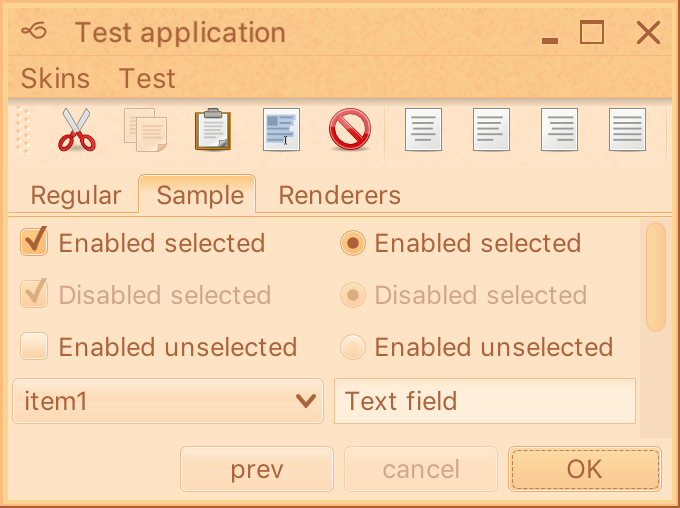 Test application
Skins Test
Regular Sample Renderers
Enabled selected Enabled selected
Disabled selected Disabled selected
Enabled unselected Enabled unselected
item1 Text field
prev cancel OK